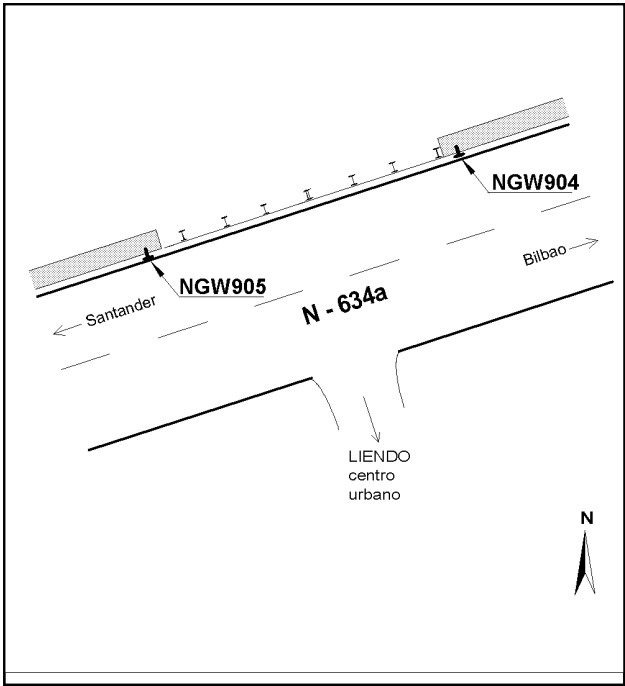 NGW904
Bilbao
NGW905
Santander
N - 634a
LIENDO
centro
urbano
N